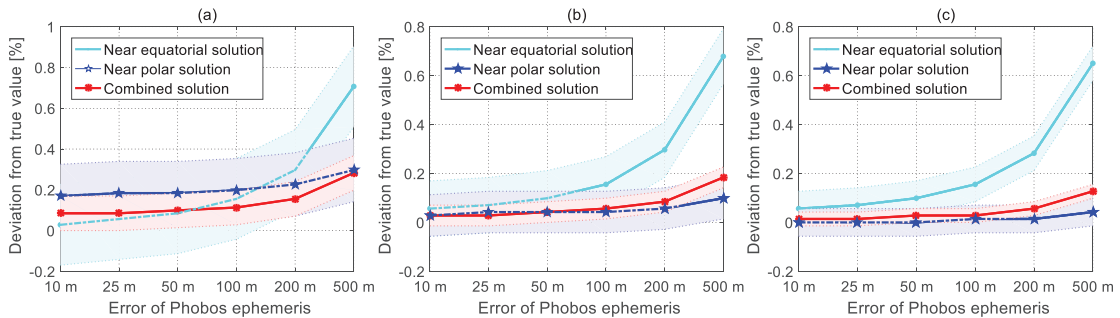 (a)
Deviation from true value [%]
1
0.8
0.6
0.4
0.2
0
-0.2
Near equatorial solution
Near polar solution
Combined solution
10 m 25 m 50 m 100 m 200 m 500 m
Error of Phobos ephemeris
(b)
Deviation from true value [%]
0.8
0.6
0.4
0.2
0
-0.2
Near equatorial solution
Near polar solution
Combined solution
10 m 25 m 50 m 100 m 200 m 500 m
Error of Phobos ephemeris
(c)
Deviation from true value [%]
0.8
0.6
0.4
0.2
0
-0.2
Near equatorial solution
Near polar solution
Combined solution
10 m 25 m 50 m 100 m 200 m 500 m
Error of Phobos ephemeris